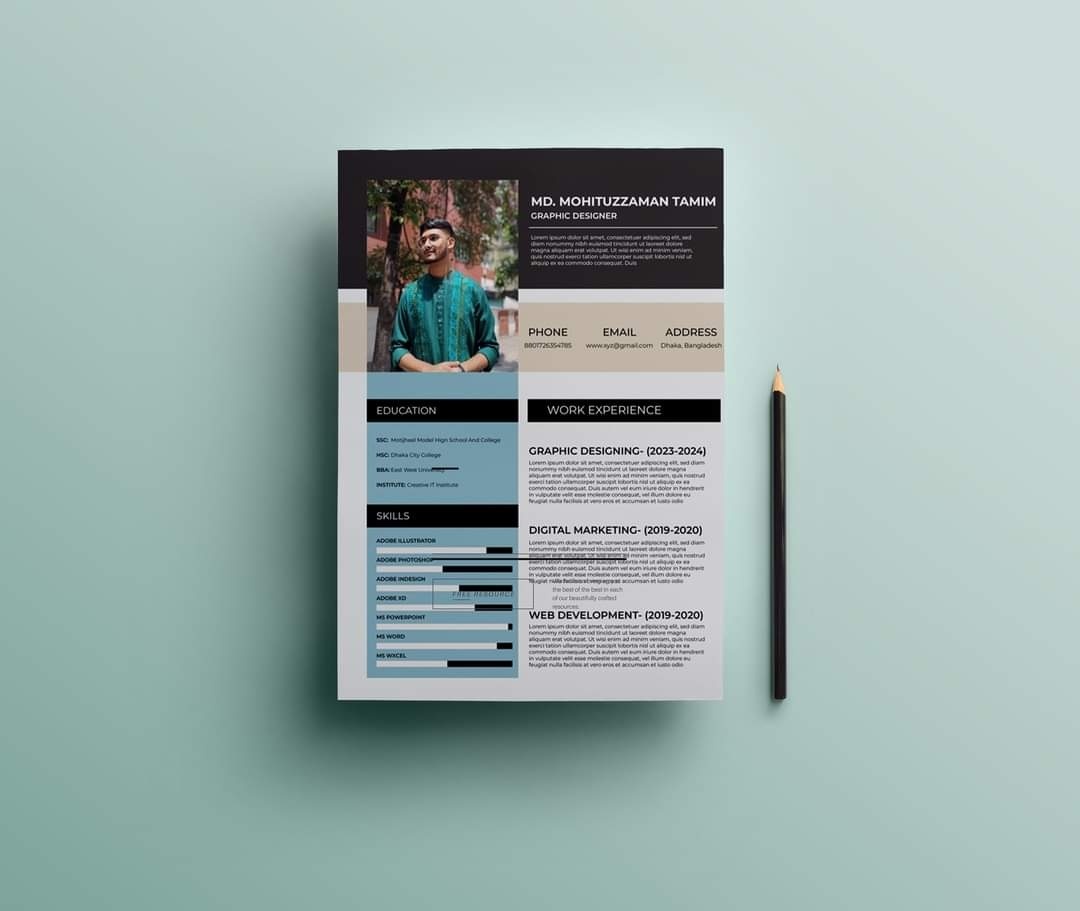 MD. MOHITUZZAMAN TAMIM
GRAPHIC DESIGNER
Lorem ipsum dolor sit amet, consectetuer adipiscing elit, sed
diem nonummy nibh euismod tincidunt ut laoreet dolore
magna aliquam erat volutpat. Ut wisi enim ad minim veniam,
quis nostrud exerci tation ullamcorper suscipit lobortis nisl ut
aliquip ex ea commodo consequat. Duis
PHONE
8801726354785
EMAIL
www.xyz@gmail.com
ADDRESS
Dhaka, Bangladesh
EDUCATION
SSC: Motijheel Model High School And College
HSC: Dhaka City College
BBA: East West University
INSTITUTE: Creative IT Institute
SKILLS
ADOBE ILLUSTRATOR
ADOBE PHOTOSHOP
ADOBE INDESIGN
FREE RESOURCE
ADOBE XD
MS POWERPOINT
MS WORD
MS WXCEL
WORK EXPERIENCE
GRAPHIC DESIGNING- (2023-2024)
Lorem ipsum dolor sit amet, consectetuer adipiscing elit, sed diam
nonummy nibh euismod tincidunt ut laoreet dolore magna
aliquam erat volutpat. Ut wisi enim ad minim veniam, quis nostrud
exerci tation ullamcorper suscipit lobortis nisl ut aliquip ex ea
commodo consequat. Duis autem vel eum iriure dolor in hendrerit
in vulputate velit esse molestie consequat, vel illum dolore eu
feugiat nulla facilisis at vero eros et accumsan et iusto odio
DIGITAL MARKETING- (2019-2020)
Lorem ipsum dolor sit amet, consectetuer adipiscing elit, sed diam
nonummy nibh euismod tincidunt ut laoreet dolore magna
aliquam erat volutpat. Ut wisi enim ad minim veniam, quis nostrud
exerci tation ullamcorper suscipit lobortis nisl ut aliquip ex ea
commodo consequat. Duis autem vel eum iriure dolor in hendrerit
in vulputate velit esse molestie consequat, vel illum dolore eu
feugiat nulla facilisis at vero eros et accumsan et iusto odio
the best of the best in each
of our beautifully crafted
resources.
WEB DEVELOPMENT- (2019-2020)
Lorem ipsum dolor sit amet, consectetuer adipiscing elit, sed diam
nonummy nibh euismod tincidunt ut laoreet dolore magna
aliquam erat volutpat. Ut wisi enim ad minim veniam, quis nostrud
exerci tation ullamcorper suscipit lobortis nisl ut aliquip ex ea
commodo consequat. Duis autem vel eum iriure dolor in hendrerit
in vulputate velit esse molestie consequat, vel illum dolore eu
feugiat nulla facilisis at vero eros et accumsan et iusto odio